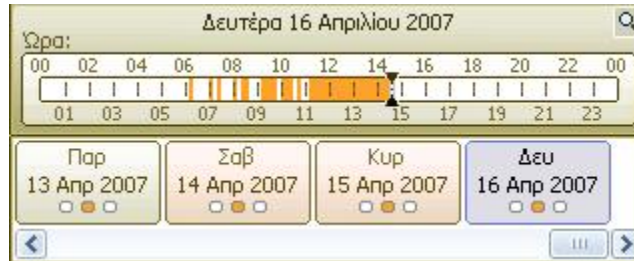 Δευτέρα 16 Απριλίου 2007
Ώρα:
00 02 04 06 08 10 12 14 16 18 20 22 00
01 03 05 07 09 11 13 15 17 19 21 23
Παρ Σαβ Κυρ Δευ
13 Απρ 2007 14 Απρ 2007 15 Απρ 2007 16 Απρ 2007